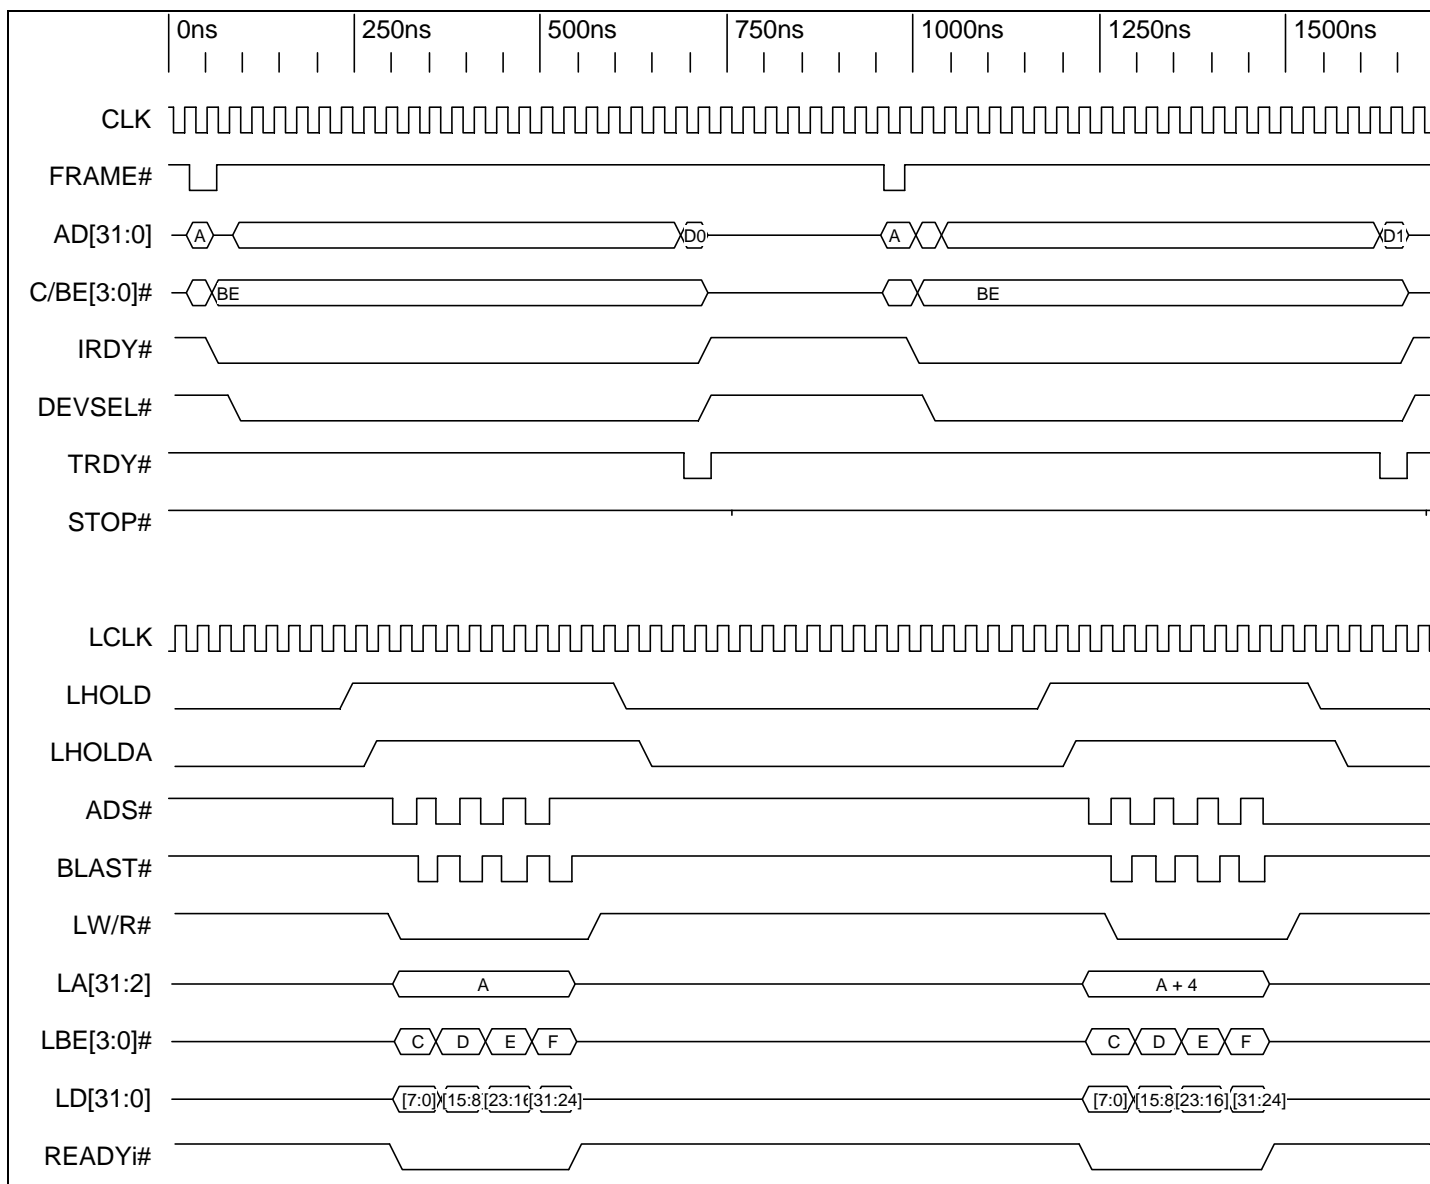 0ns 250ns 500ns 750ns 1000ns 1250ns 1500ns
CLK
FRAME#
AD[31:0] A D0 A D1
C/BE[3:0]# BE BE
IRDY#
DEVSEL#
TRDY#
STOP#
LCLK
LHOLD
LHOLDA
ADS#
BLAST#
LW/R#
LA[31:2] A A + 4
LBE[3:0]# C D E F C D E F
LD[31:0] [7:0] [15:8 [23:16 [31:24] [7:0] [15:8 [23:16] [31:24]
READYi#